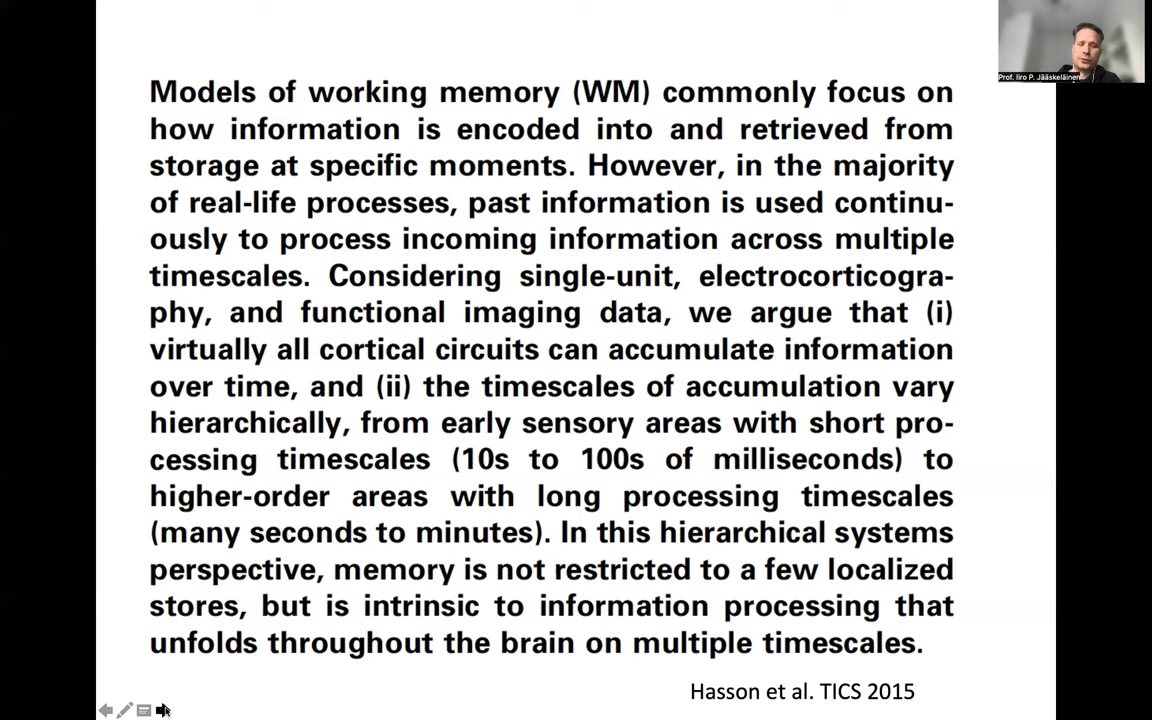 Models of working memory (WM) commonly focus on
how information is encoded into and retrieved from
storage at specific moments. However, in the majority
of real-life processes, past information is used continu-
ously to process incoming information across multiple
timescales. Considering single-unit, electrocorticogra-
phy, and functional imaging data, we argue that (i)
virtually all cortical circuits can accumulate information
over time, and (ii) the timescales of accumulation vary
hierarchically, from early sensory areas with short pro-
cessing timescales (10s to 100s of milliseconds) to
higher-order areas with long processing timescales
(many seconds to minutes). In this hierarchical systems
perspective, memory is not restricted to a few localized
stores, but is intrinsic to information processing that
unfolds throughout the brain on multiple timescales.
Hasson et al. TICS 2015
Prof. Iiro P. Jääskeläinen